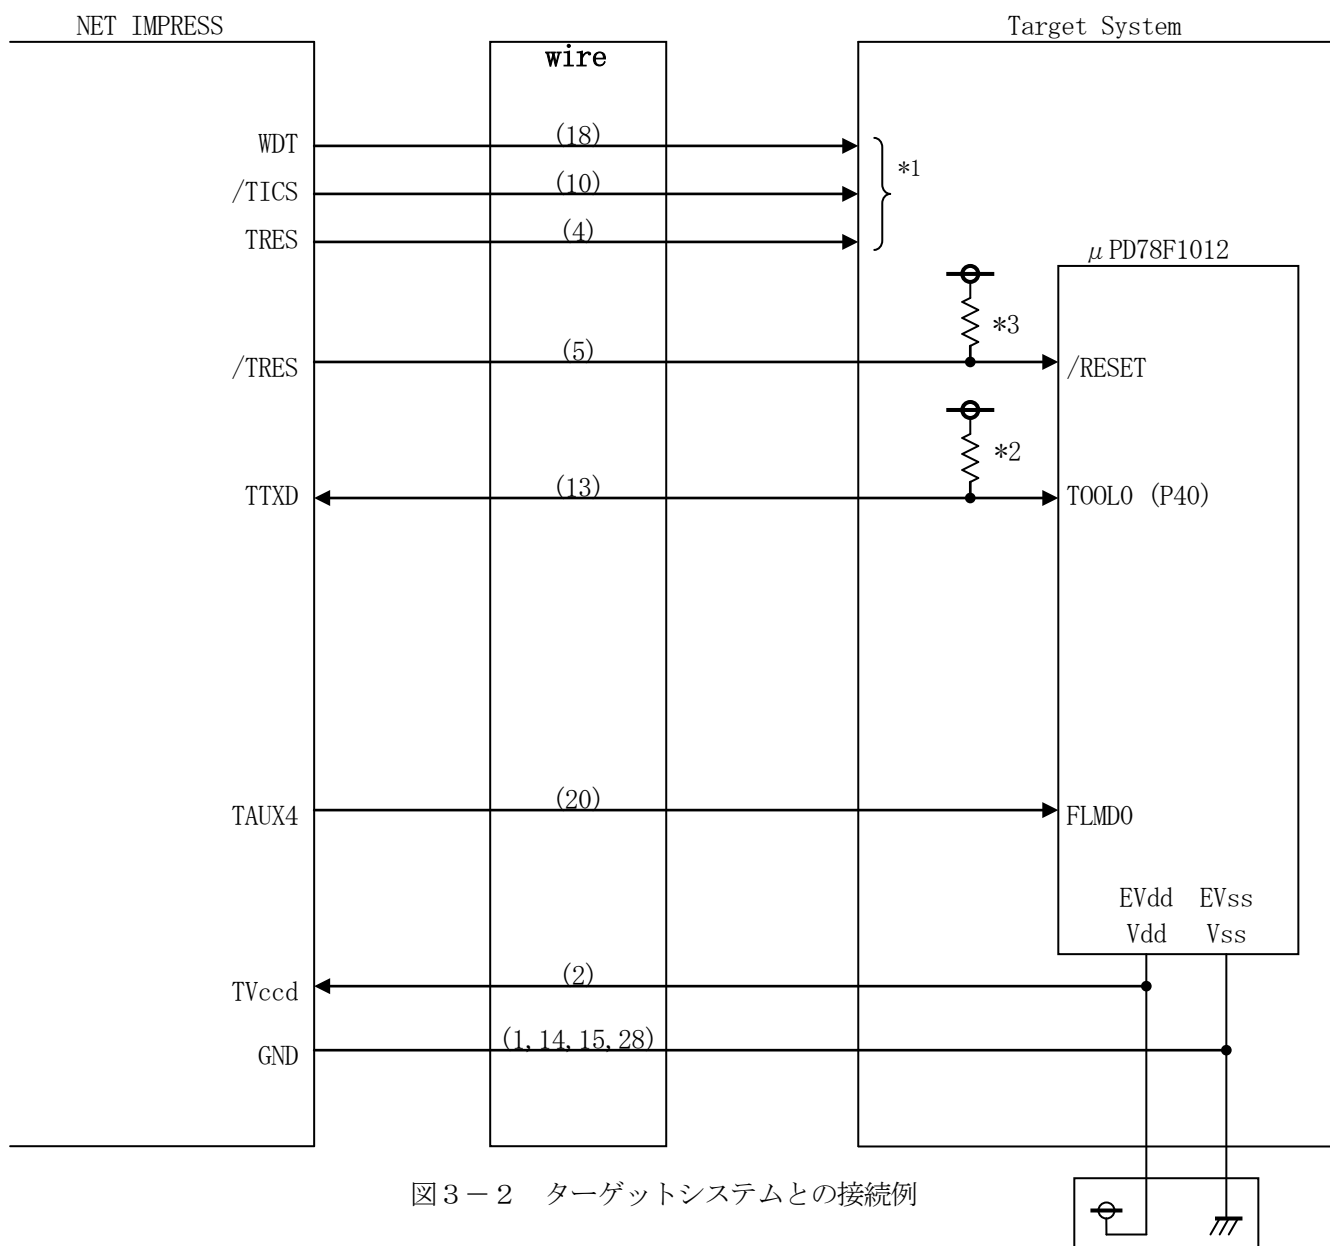 NET IMPRESS
wire
Target System
WDT
(18)
/TICS
(10)
*1
TRES
(4)
μPD78F1012
*3
/TRES
(5)
/RESET
*2
TTXD
(13)
TOOL0 (P40)
TAUX4
(20)
FLMD0
EVdd EVss
Vdd Vss
TVccd
(2)
GND
(1,14,15,28)
図3-2 ターゲットシステムとの接続例